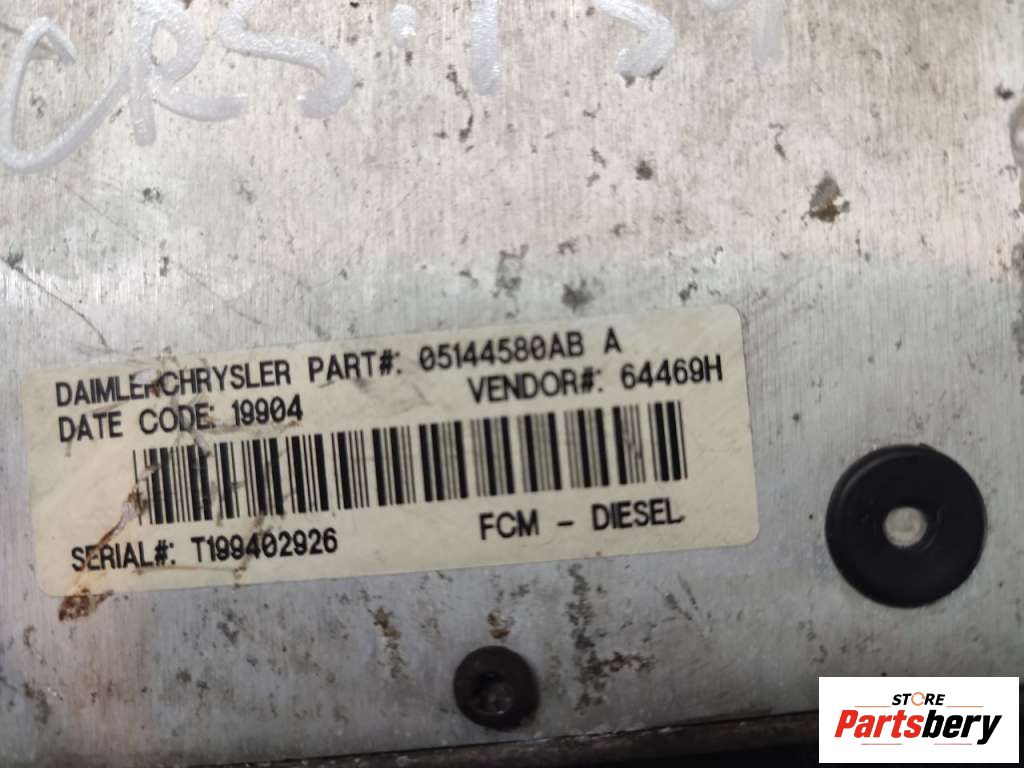 DAIMLERCHRYSLER PART#: 05144580AB A
DATE CODE: 19904 VENDOR#: 64469H
SERIAL#: T199402926 FCM - DIESEL
STORE
Partsbery